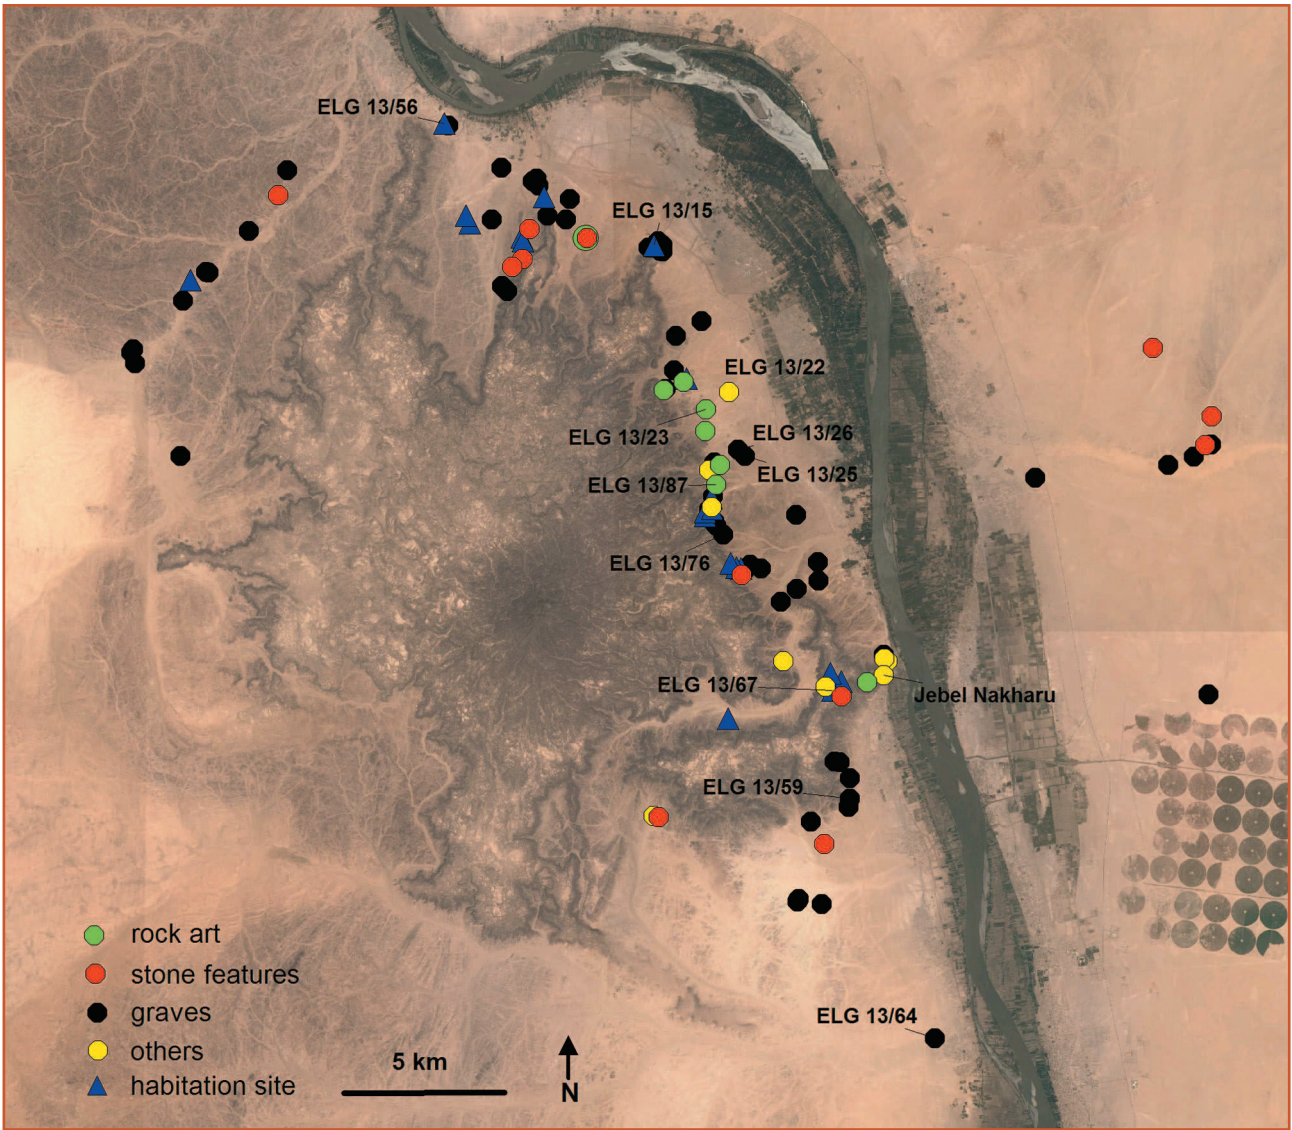 ELG 13/56
ELG 13/15
ELG 13/22
ELG 13/23
ELG 13/26
ELG 13/25
ELG 13/87
ELG 13/76
ELG 13/67
Jebel Nakharu
ELG 13/59
ELG 13/64
rock art
stone features
graves
others
habitation site
5 km
N